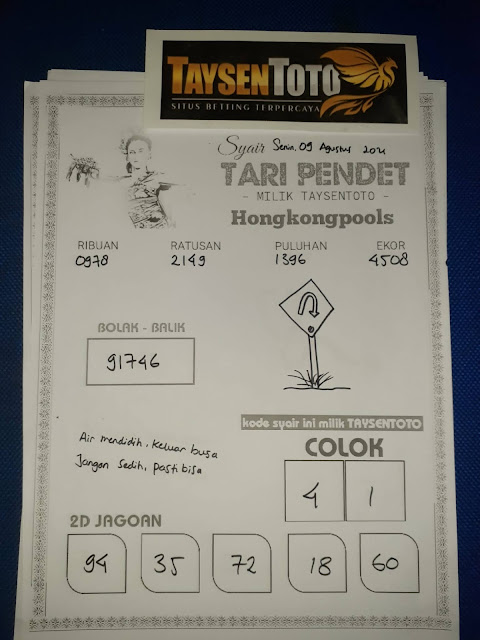 TAYSENTOTO
SITUS BETTING TERPERCAYA
Syair Senin, 09 Agustus 2021
TARI PENDET
- MILIK TAYSENTOTO -
Hongkongpools
RIBUAN RATUSAN PULUHAN EKOR
0978 2149 1396 4508
BOLAK - BALIK
91746
kode syair ini milik TAYSENTOTO
Air mendidih, keluar busa
Jangan sedih, pasti bisa
COLOK
4 1
2D JAGOAN
94 35 72 18 60